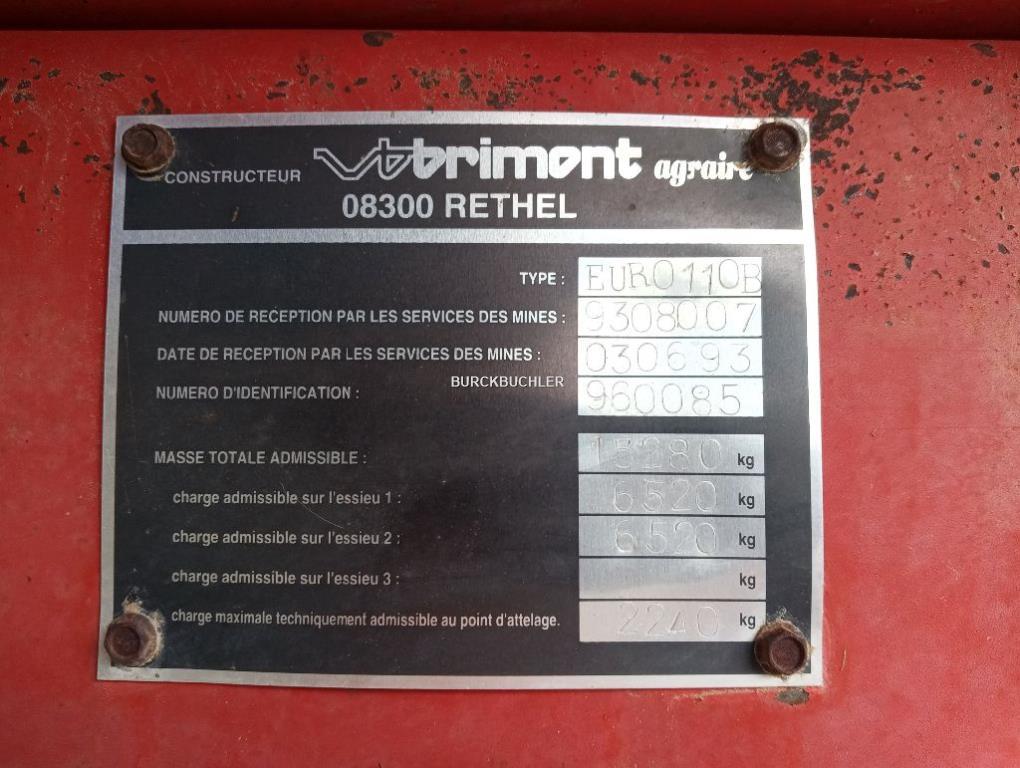 CONSTRUCTEUR brimont agraire
08300 RETHEL
TYPE : EURO110B
NUMERO DE RECEPTION PAR LES SERVICES DES MINES : 9308007
DATE DE RECEPTION PAR LES SERVICES DES MINES : 030693
BURCKBUCHLER
NUMERO D'IDENTIFICATION : 960085
MASSE TOTALE ADMISSIBLE : 15280 kg
charge admissible sur l'essieu 1 : 6520 kg
charge admissible sur l'essieu 2 : 6520 kg
charge admissible sur l'essieu 3 : kg
charge maximale techniquement admissible au point d'attelage. 2240 kg